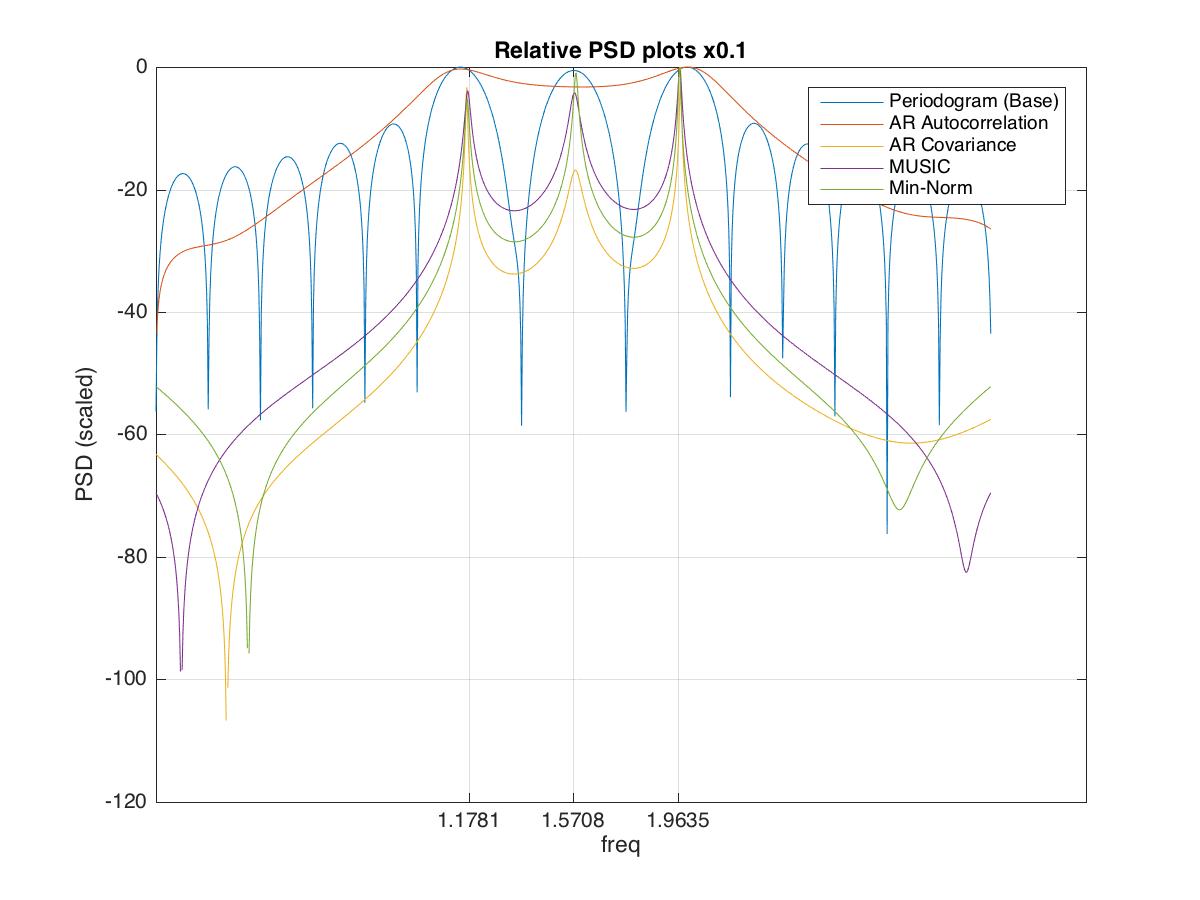 Relative PSD plots x0.1
0
-20
-40
-60
-80
-100
-120
PSD (scaled)
Periodogram (Base)
AR Autocorrelation
AR Covariance
MUSIC
Min-Norm
1.1781 1.5708 1.9635
freq